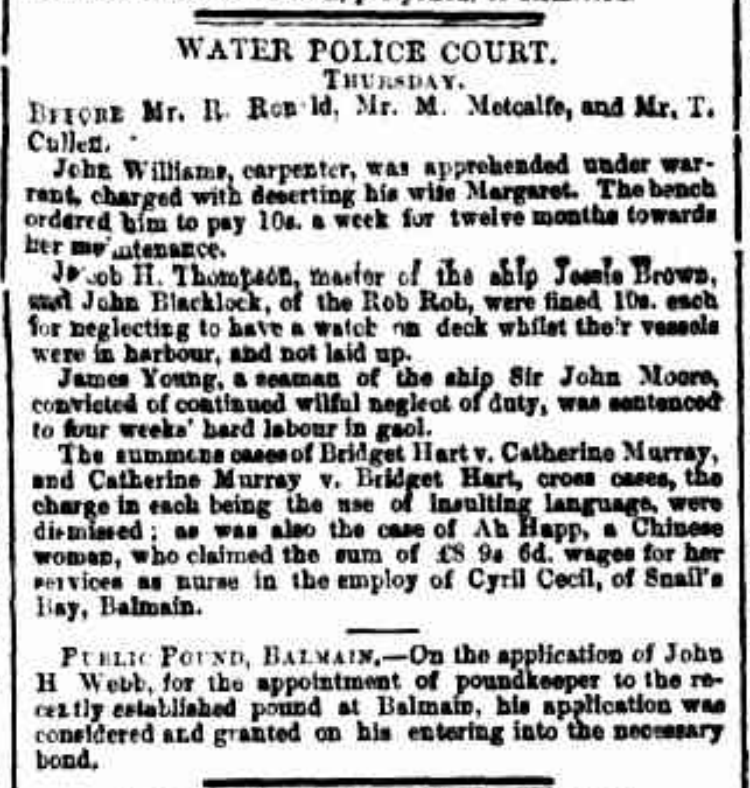 WATER POLICE COURT.
THURSDAY.
BEFORE Mr. R. Ronald, Mr. M. Metcalfe, and Mr. T.
Cullen.
John Williams, carpenter, was apprehended under war-
rant, charged with deserting his wife Margaret. The bench
ordered him to pay 10s. a week for twelve months towards
her maintenance.
Jacob H. Thompson, master of the ship Jessie Brown,
and John Blacklock, of the Rob Rob, were fined 10s. each
for neglecting to have a watch on deck whilst the'r vessels
were in harbour, and not laid up.
James Young, a seaman of the ship Sir John Moore,
convicted of continued wilful neglect of duty, was sentenced
to four weeks' hard labour in gaol.
The summons cases of Bridget Hart v. Catherine Murray,
and Catherine Murray v. Bridget Hart, cross cases, the
charge in each being the use of insulting language, were
dismissed; as was also the case of Ah Happ, a Chinese
woman, who claimed the sum of £8 9s 6d. wages for her
services as nurse in the employ of Cyril Cecil, of Snail's
Bay, Balmain.
PUBLIC POUND, BALMAIN.—On the application of John
H Webb, for the appointment of poundkeeper to the re-
cently established pound at Balmain, his application was
considered and granted on his entering into the necessary
bond.